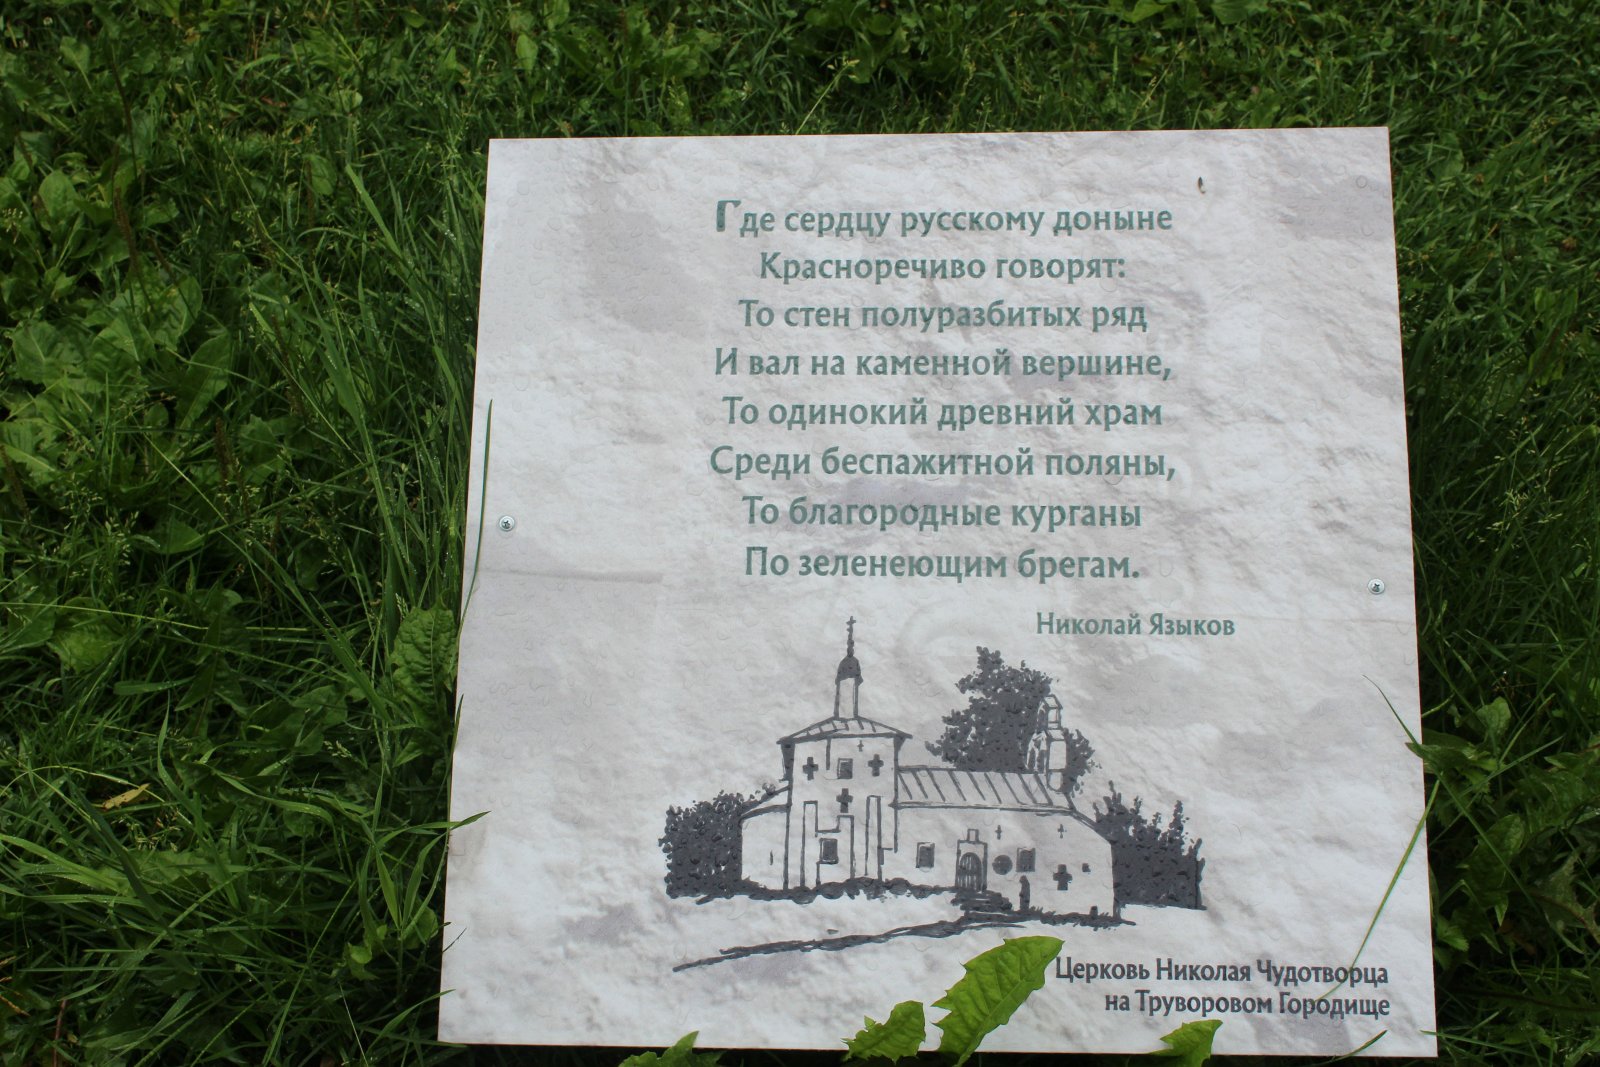 Где сердцу русскому доныне
Красноречиво говорят:
То стен полуразбитых ряд
И вал на каменной вершине,
То одинокий древний храм
Среди беспажитной поляны,
То благородные курганы
По зеленеющим брегам.
Николай Языков
Церковь Николая Чудотворца
на Труворовом Городище